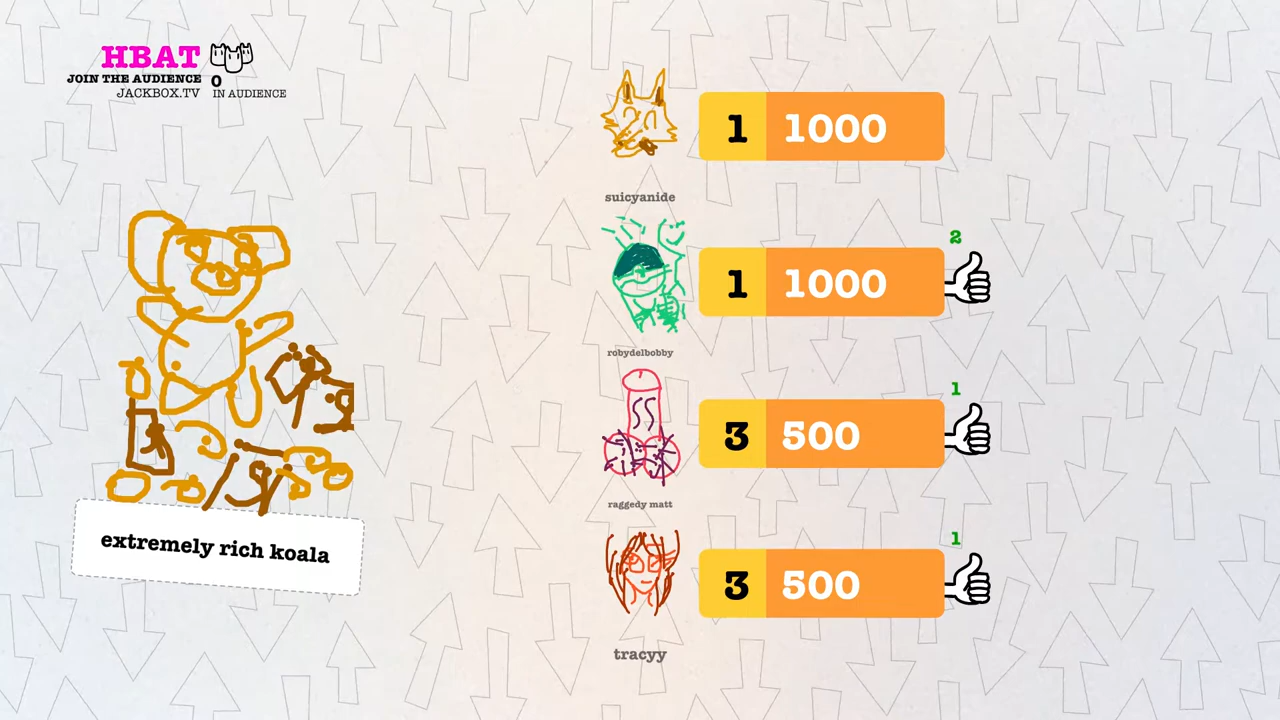 HBAT
JOIN THE AUDIENCE
JACKBOX.TV
0
IN AUDIENCE
extremely rich koala
1 1000
suicyanide
2
1 1000
robydelbobby
1
3 500
raggedy matt
1
3 500
tracyy